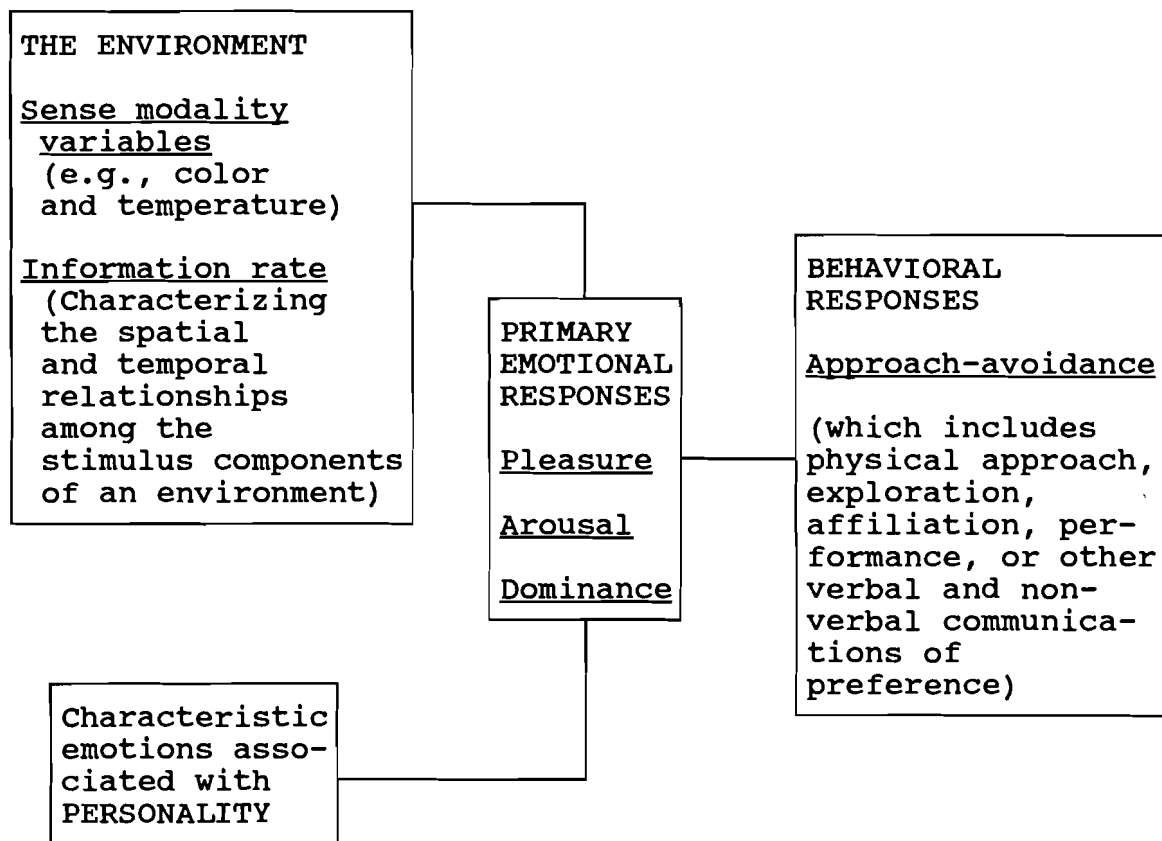 THE ENVIRONMENT
Sense modality
variables
(e.g., color
and temperature)
Information rate
(Characterizing
the spatial
and temporal
relationships
among the
stimulus components
of an environment)
PRIMARY
EMOTIONAL
RESPONSES
Pleasure
Arousal
Dominance
BEHAVIORAL
RESPONSES
Approach-avoidance
(which includes
physical approach,
exploration,
affiliation, per-
formance, or other
verbal and non-
verbal communica-
tions of
preference)
Characteristic
emotions asso-
ciated with
PERSONALITY